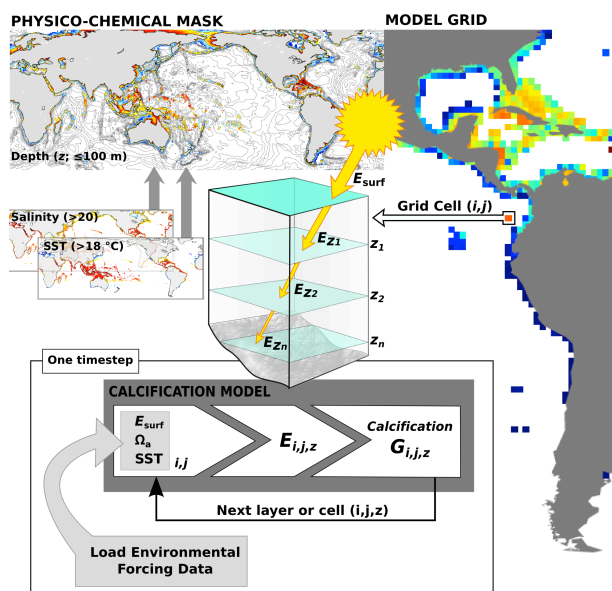 PHYSICO-CHEMICAL MASK
MODEL GRID
Depth (z; ≤100 m)
Salinity (>20)
SST (>18 °C)
Esurf
Grid Cell (i,j)
Ez1
z1
Ez2
z2
Ezn
zn
One timestep
CALCIFICATION MODEL
Esurf
Ωa
SST i,j
Ei,j,z
Calcification
Gi,j,z
Next layer or cell (i,j,z)
Load Environmental
Forcing Data